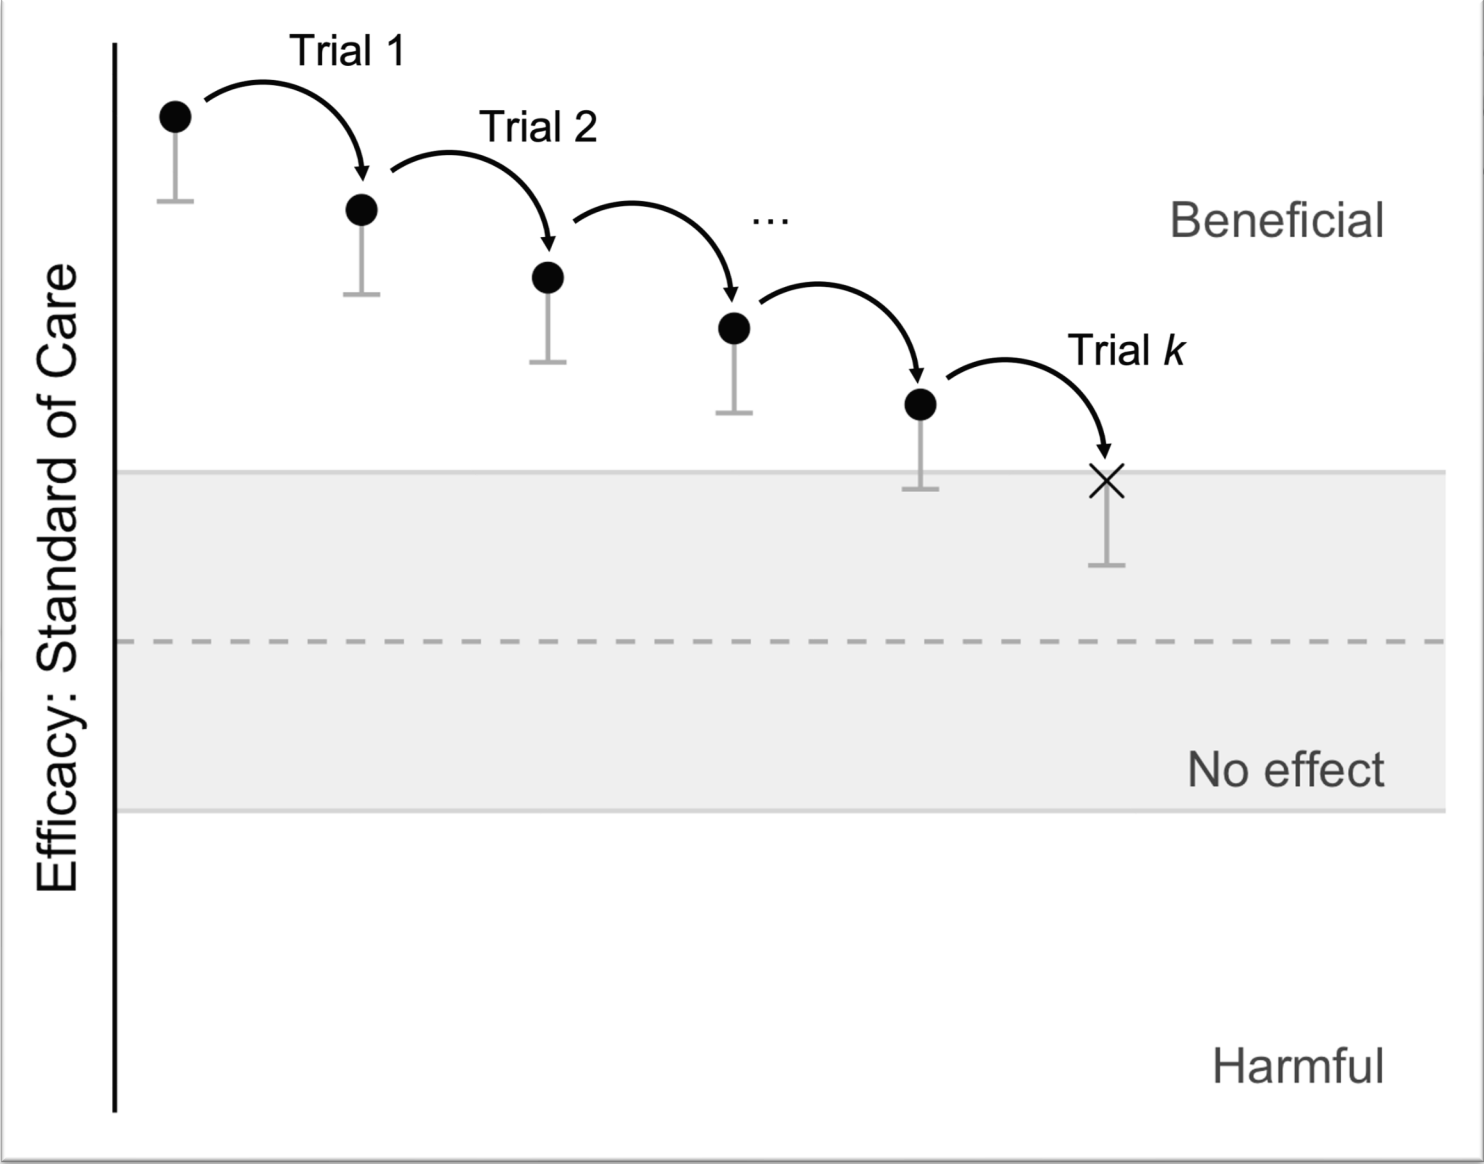 Trial 1
Trial 2
...
Beneficial
Trial k
Efficacy: Standard of Care
No effect
Harmful